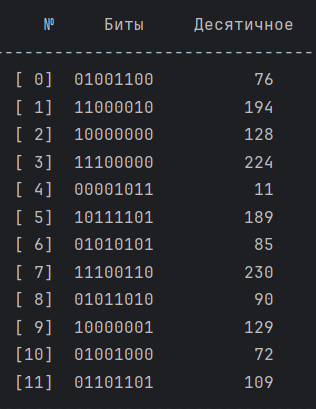 № Биты Десятичное
----------------------------------
[ 0] 01001100 76
[ 1] 11000010 194
[ 2] 10000000 128
[ 3] 11100000 224
[ 4] 00001011 11
[ 5] 10111101 189
[ 6] 01010101 85
[ 7] 11100110 230
[ 8] 01011010 90
[ 9] 10000001 129
[10] 01001000 72
[11] 01101101 109